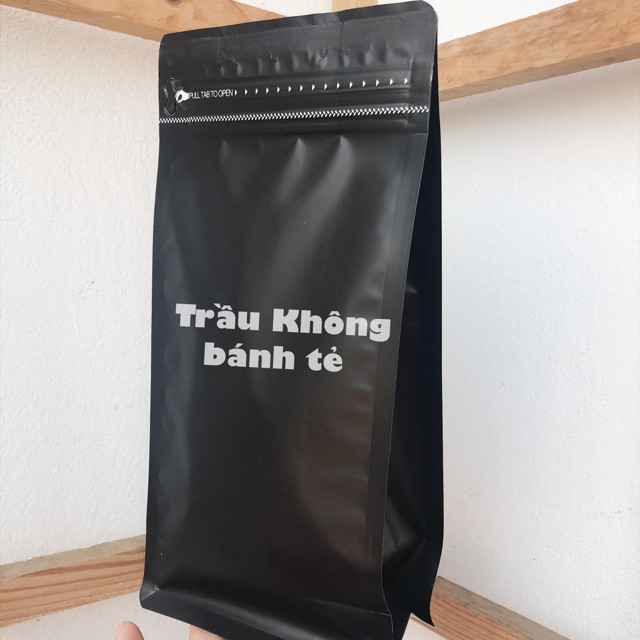 PULL TAB TO OPEN
Trầu Không
bánh tẻ